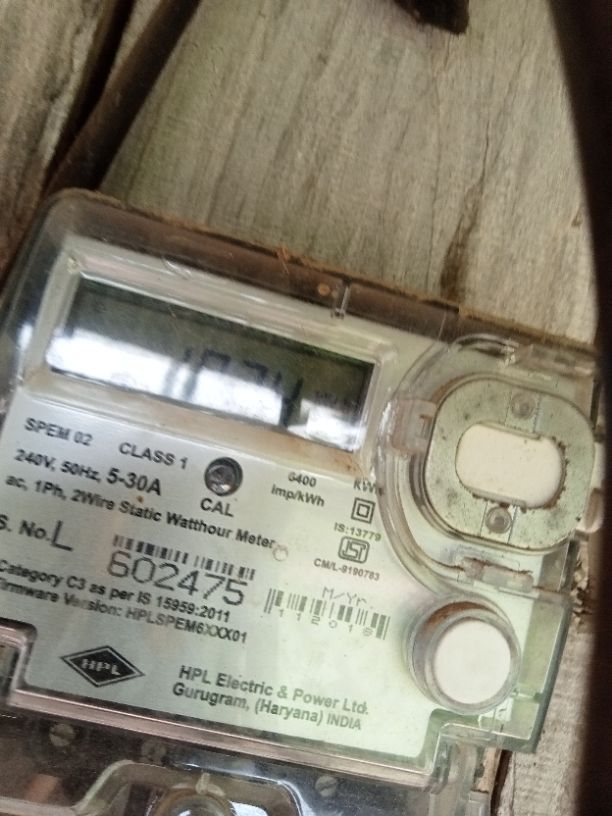 SPEM 02 CLASS 1
240V, 50Hz, 5-30A
CAL
6400
imp/kWh
ac, 1Ph, 2Wire Static Watthour Meter
IS:13779
CM/L-8190783
S. No. L
602475
M/Yr.
112016
Category C3 as per IS 15959:2011
Firmware Version: HPLSPEM6XXX01
HPL
HPL Electric & Power Ltd.
Gurugram, (Haryana) INDIA